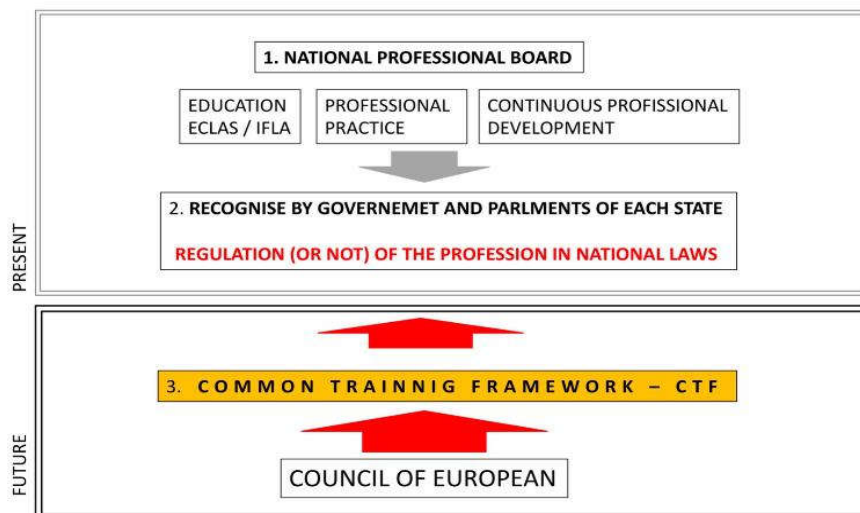 1. NATIONAL PROFESSIONAL BOARD
EDUCATION
ECLAS / IFLA
PROFESSIONAL
PRACTICE
CONTINUOUS PROFISSIONAL
DEVELOPMENT
2. RECOGNISE BY GOVERNEMET AND PARLMENTS OF EACH STATE
REGULATION (OR NOT) OF THE PROFESSION IN NATIONAL LAWS
PRESENT
3. COMMON TRAINNIG FRAMEWORK – CTF
COUNCIL OF EUROPEAN
FUTURE